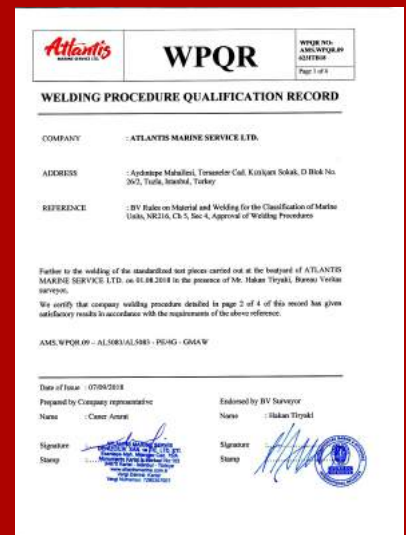 Atlantis
MARINE SERVICE LTD.
WPQR
WPQR NO:
AMS.WPQR.09
Page 1 of 6
WELDING PROCEDURE QUALIFICATION RECORD
COMPANY : ATLANTIS MARINE SERVICE LTD.
ADDRESS : Aydıntepe Mahallesi, Tersaneler Cad. Kızılçam Sokak, D Blok No.
26/2, Tuzla, Istanbul, Turkey
REFERENCE : BV Rules on Material and Welding for the Classification of Marine
Units, NR216, Ch 5, Sec 4, Approval of Welding Procedures
Further to the welding of the standardized test pieces carried out at the boatyard of ATLANTIS
MARINE SERVICE LTD. on 01.08.2018 in the presence of Mr. Hakan Tiryaki, Bureau Veritas
surveyor,
We certify that company welding procedure detailed in page 2 of 4 of this record has given
satisfactory results in accordance with the requirements of the above reference.
AMS.WPQR.09 – AL5083/AL5083 - PE/4G - GMAW
Date of Issue : 07/09/2018
Prepared by Company representative
Endorsed by BV Surveyor
Name : Caner
Name : Hakan Tiryaki
Signature
Signature
Stamp
Stamp